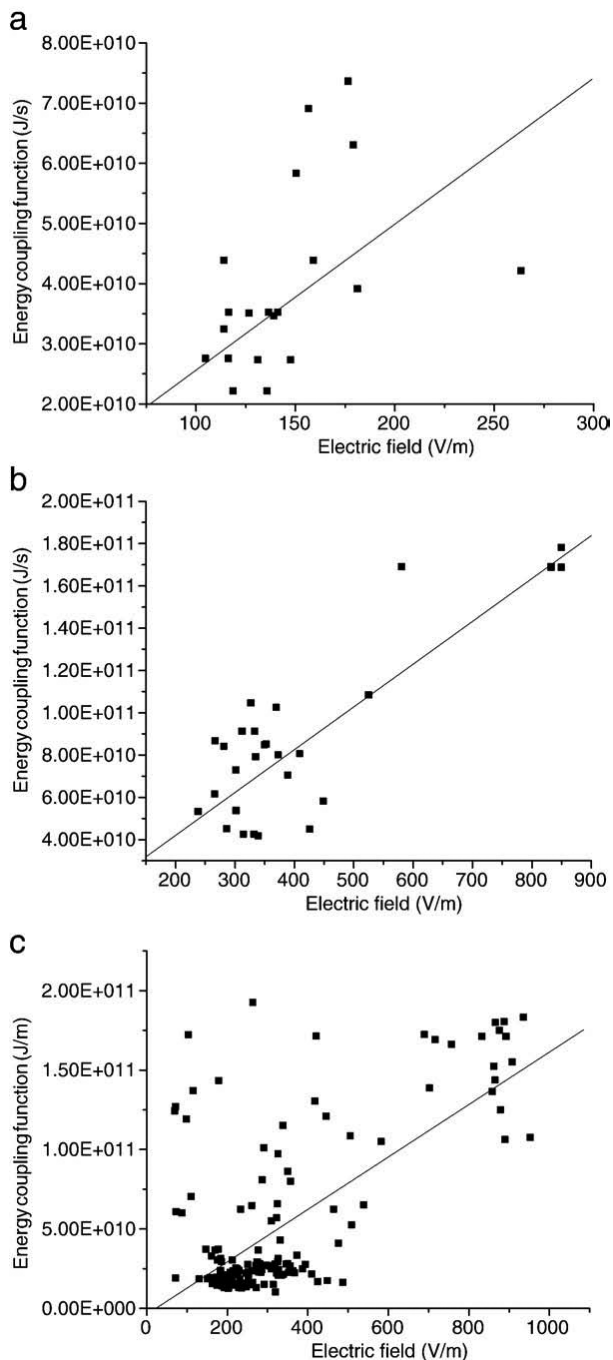 a
8.00E+010
7.00E+010
6.00E+010
5.00E+010
4.00E+010
3.00E+010
2.00E+010
Energy coupling function (J/s)
100 150 200 250 300
Electric field (V/m)
b
2.00E+011
1.80E+011
1.60E+011
1.40E+011
1.20E+011
1.00E+011
8.00E+010
6.00E+010
4.00E+010
Energy coupling function (J/s)
200 300 400 500 600 700 800 900
Electric field (V/m)
c
2.00E+011
1.50E+011
1.00E+011
5.00E+010
0.00E+000
Energy coupling function (J/m)
0 200 400 600 800 1000
Electric field (V/m)